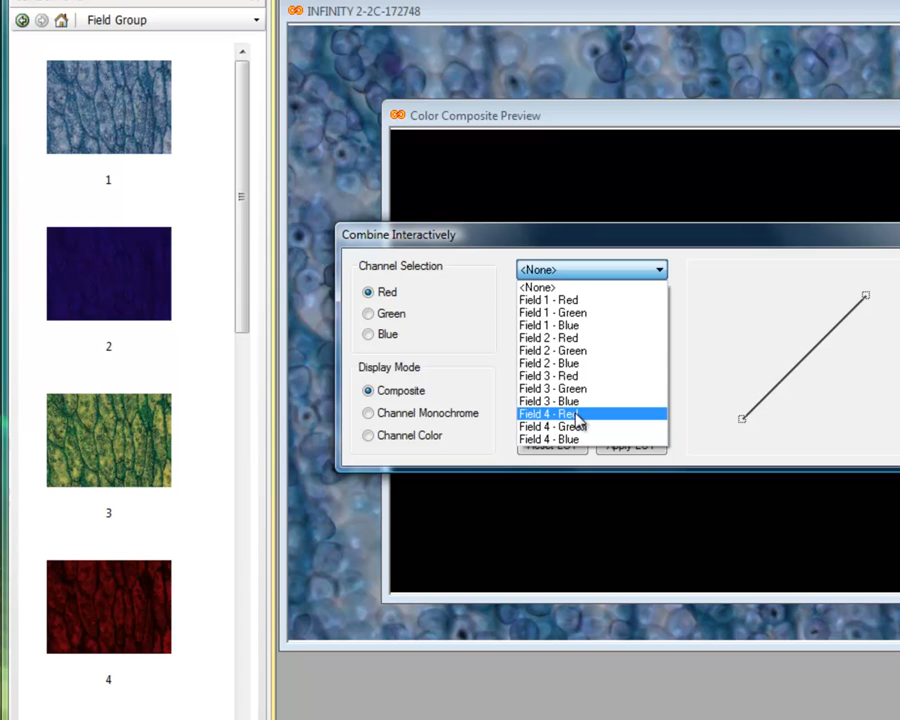 Field Group
1
2
3
4
INFINITY 2-2C-172748
Color Composite Preview
Combine Interactively
Channel Selection
Red
Green
Blue
Display Mode
Composite
Channel Monochrome
Channel Color
<None>
<None>
Field 1 - Red
Field 1 - Green
Field 1 - Blue
Field 2 - Red
Field 2 - Green
Field 2 - Blue
Field 3 - Red
Field 3 - Green
Field 3 - Blue
Field 4 - Red
Field 4 - Green
Field 4 - Blue